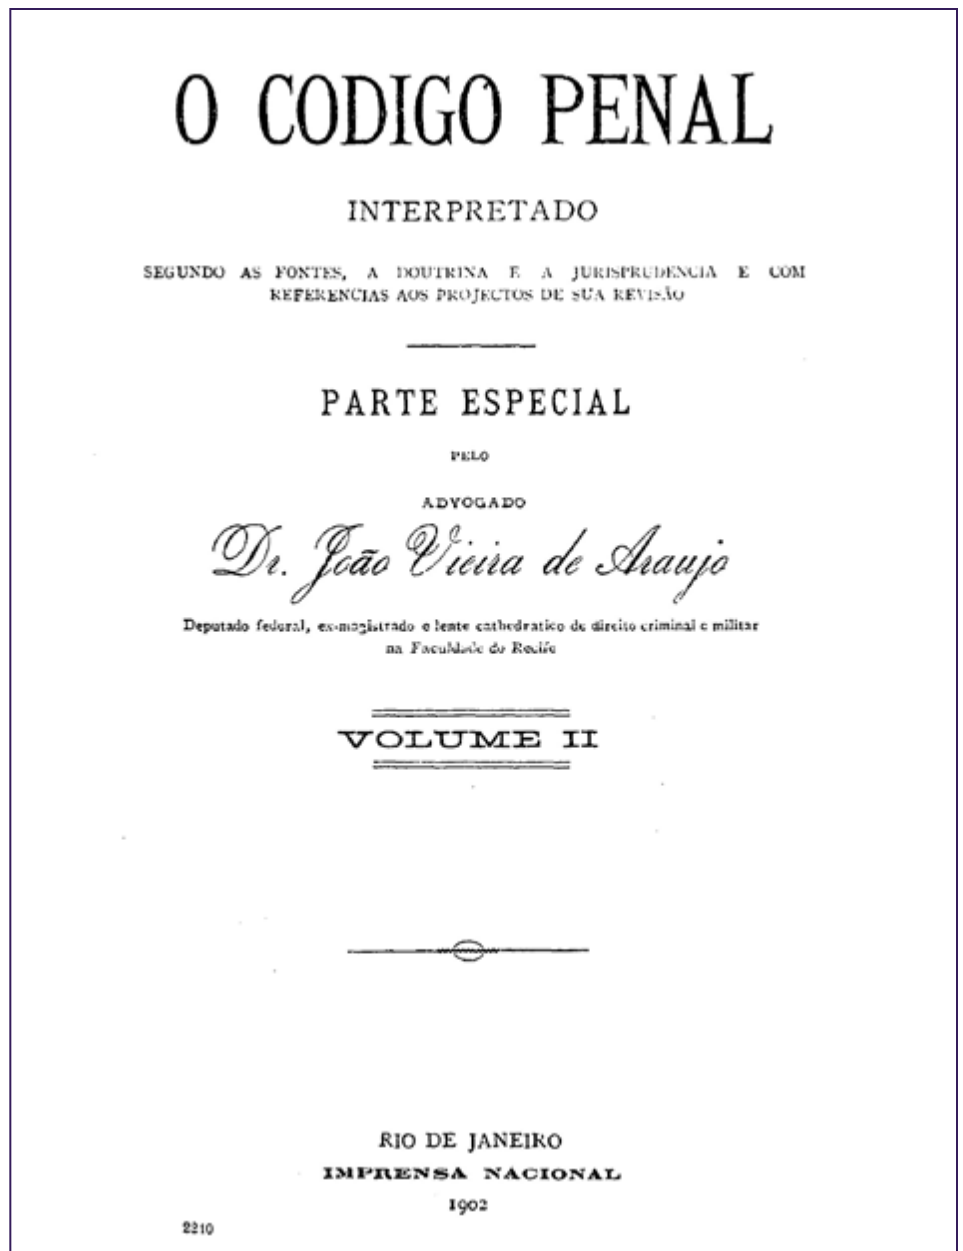 O CODIGO PENAL
INTERPRETADO
SEGUNDO AS FONTES, A DOUTRINA E A JURISPRUDENCIA E COM
REFERENCIAS AOS PROJECTOS DE SUA REVISÃO
PARTE ESPECIAL
PELO
ADVOGADO
Dr. João Vieira de Araujo
Deputado federal, ex-magistrado e lente cathedratico de direito criminal e militar
na Faculdade do Recife
VOLUME II
RIO DE JANEIRO
IMPRENSA NACIONAL
1902
2210